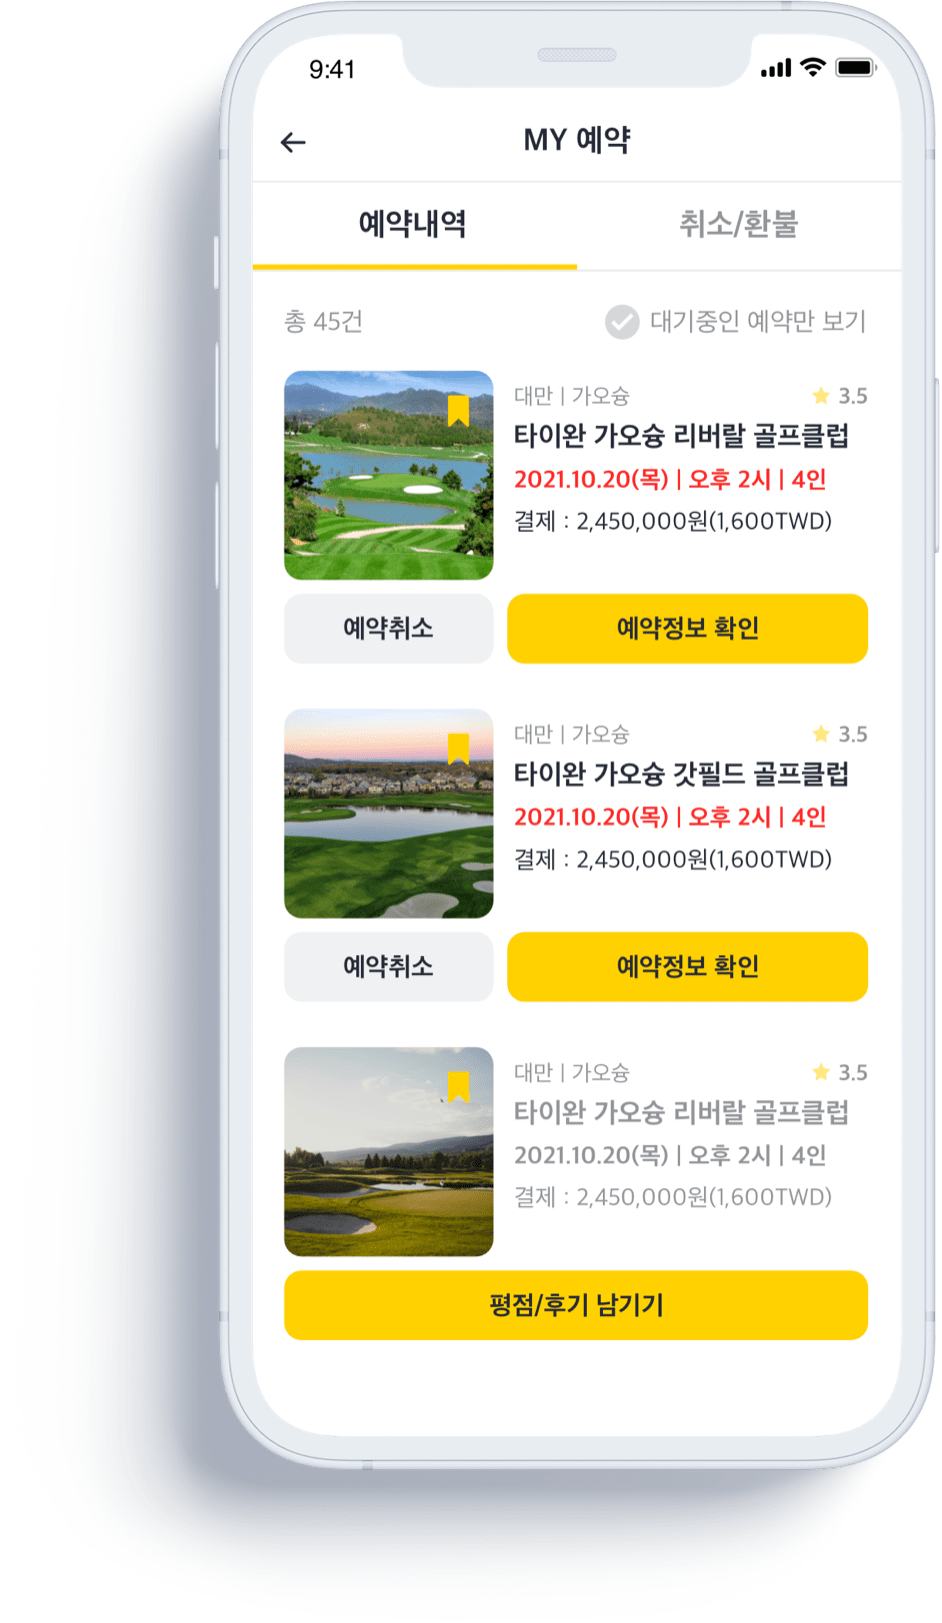 9:41
MY 예약
예약내역 취소/환불
총 45건 대기중인 예약만 보기
대만 | 가오슝 3.5
타이완 가오슝 리버랄 골프클럽
2021.10.20(목) | 오후 2시 | 4인
결제 : 2,450,000원(1,600TWD)
예약취소 예약정보 확인
대만 | 가오슝 3.5
타이완 가오슝 갓필드 골프클럽
2021.10.20(목) | 오후 2시 | 4인
결제 : 2,450,000원(1,600TWD)
예약취소 예약정보 확인
대만 | 가오슝 3.5
타이완 가오슝 리버랄 골프클럽
2021.10.20(목) | 오후 2시 | 4인
결제 : 2,450,000원(1,600TWD)
평점/후기 남기기